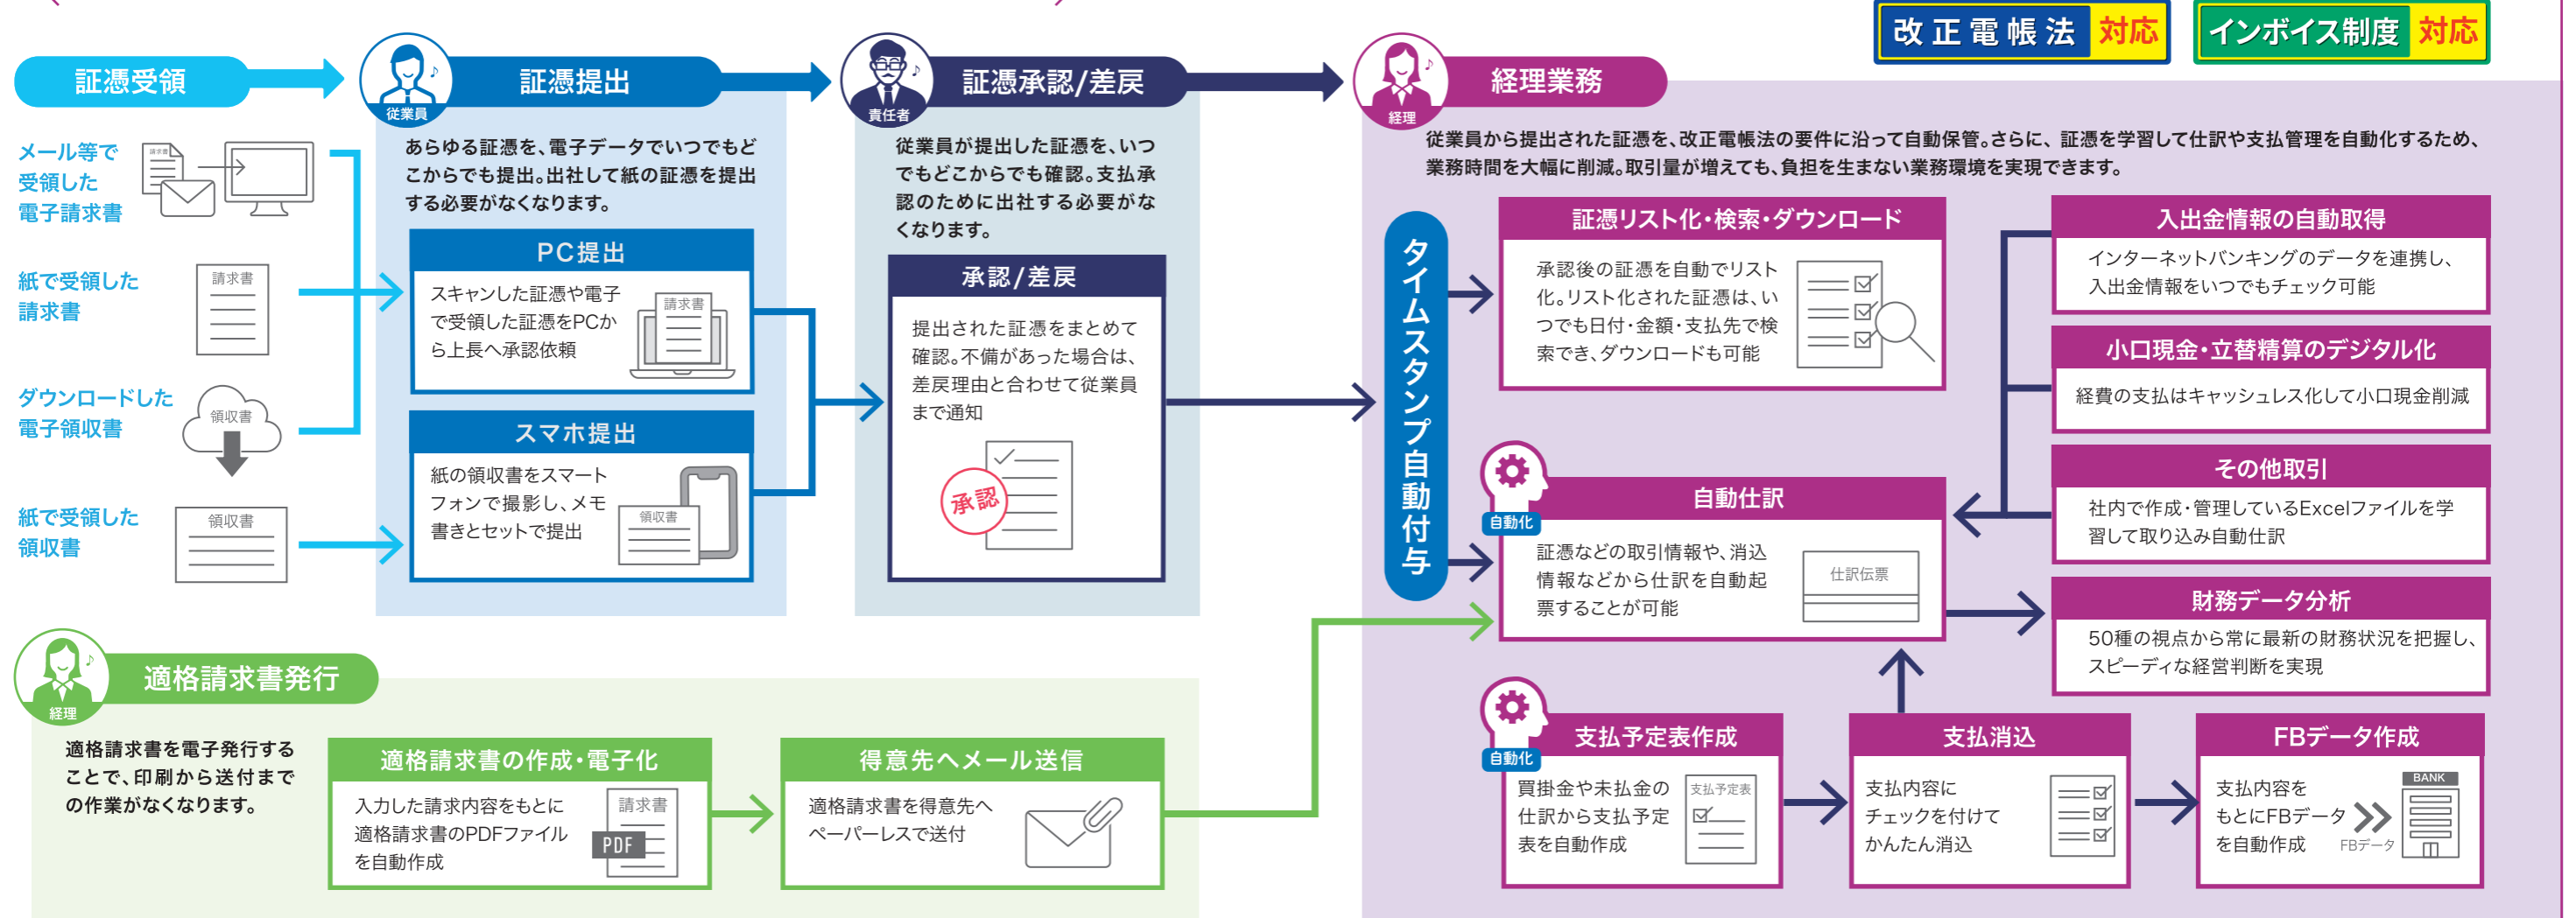 改正電帳法 対応
インボイス制度 対応
証憑受領
メール等で
受領した
電子請求書
請求書
紙で受領した
請求書
請求書
ダウンロードした
電子領収書
領収書
紙で受領した
領収書
領収書
従業員
証憑提出
あらゆる証憑を、電子データでいつでもど
こからでも提出。出社して紙の証憑を提出
する必要がなくなります。
PC提出
スキャンした証憑や電子
で受領した証憑をPCか
ら上長へ承認依頼
請求書
スマホ提出
紙の領収書をスマート
フォンで撮影し、メモ
書きとセットで提出
領収書
責任者
証憑承認/差戻
従業員が提出した証憑を、いつ
でもどこからでも確認。支払承
認のために出社する必要がな
くなります。
承認/差戻
提出された証憑をまとめて
確認。不備があった場合は、
差戻理由と合わせて従業員
まで通知
承認
経理
経理業務
従業員から提出された証憑を、改正電帳法の要件に沿って自動保管。さらに、証憑を学習して仕訳や支払管理を自動化するため、
業務時間を大幅に削減。取引量が増えても、負担を生まない業務環境を実現できます。
タイムスタンプ自動付与
証憑リスト化・検索・ダウンロード
承認後の証憑を自動でリスト
化。リスト化された証憑は、い
つでも日付・金額・支払先で検
索でき、ダウンロードも可能
自動化
自動仕訳
証憑などの取引情報や、消込
情報などから仕訳を自動起
票することが可能
仕訳伝票
入出金情報の自動取得
インターネットバンキングのデータを連携し、
入出金情報をいつでもチェック可能
小口現金・立替精算のデジタル化
経費の支払はキャッシュレス化して小口現金削減
その他取引
社内で作成・管理しているExcelファイルを学
習して取り込み自動仕訳
財務データ分析
50種の視点から常に最新の財務状況を把握し、
スピーディな経営判断を実現
自動化
支払予定表作成
買掛金や未払金の
仕訳から支払予定
表を自動作成
支払予定表
支払消込
支払内容に
チェックを付けて
かんたん消込
FBデータ作成
支払内容を
もとにFBデータ
を自動作成
FBデータ
BANK
経理
適格請求書発行
適格請求書を電子発行する
ことで、印刷から送付まで
の作業がなくなります。
適格請求書の作成・電子化
入力した請求内容をもとに
適格請求書のPDFファイル
を自動作成
請求書
PDF
得意先へメール送信
適格請求書を得意先へ
ペーパーレスで送付